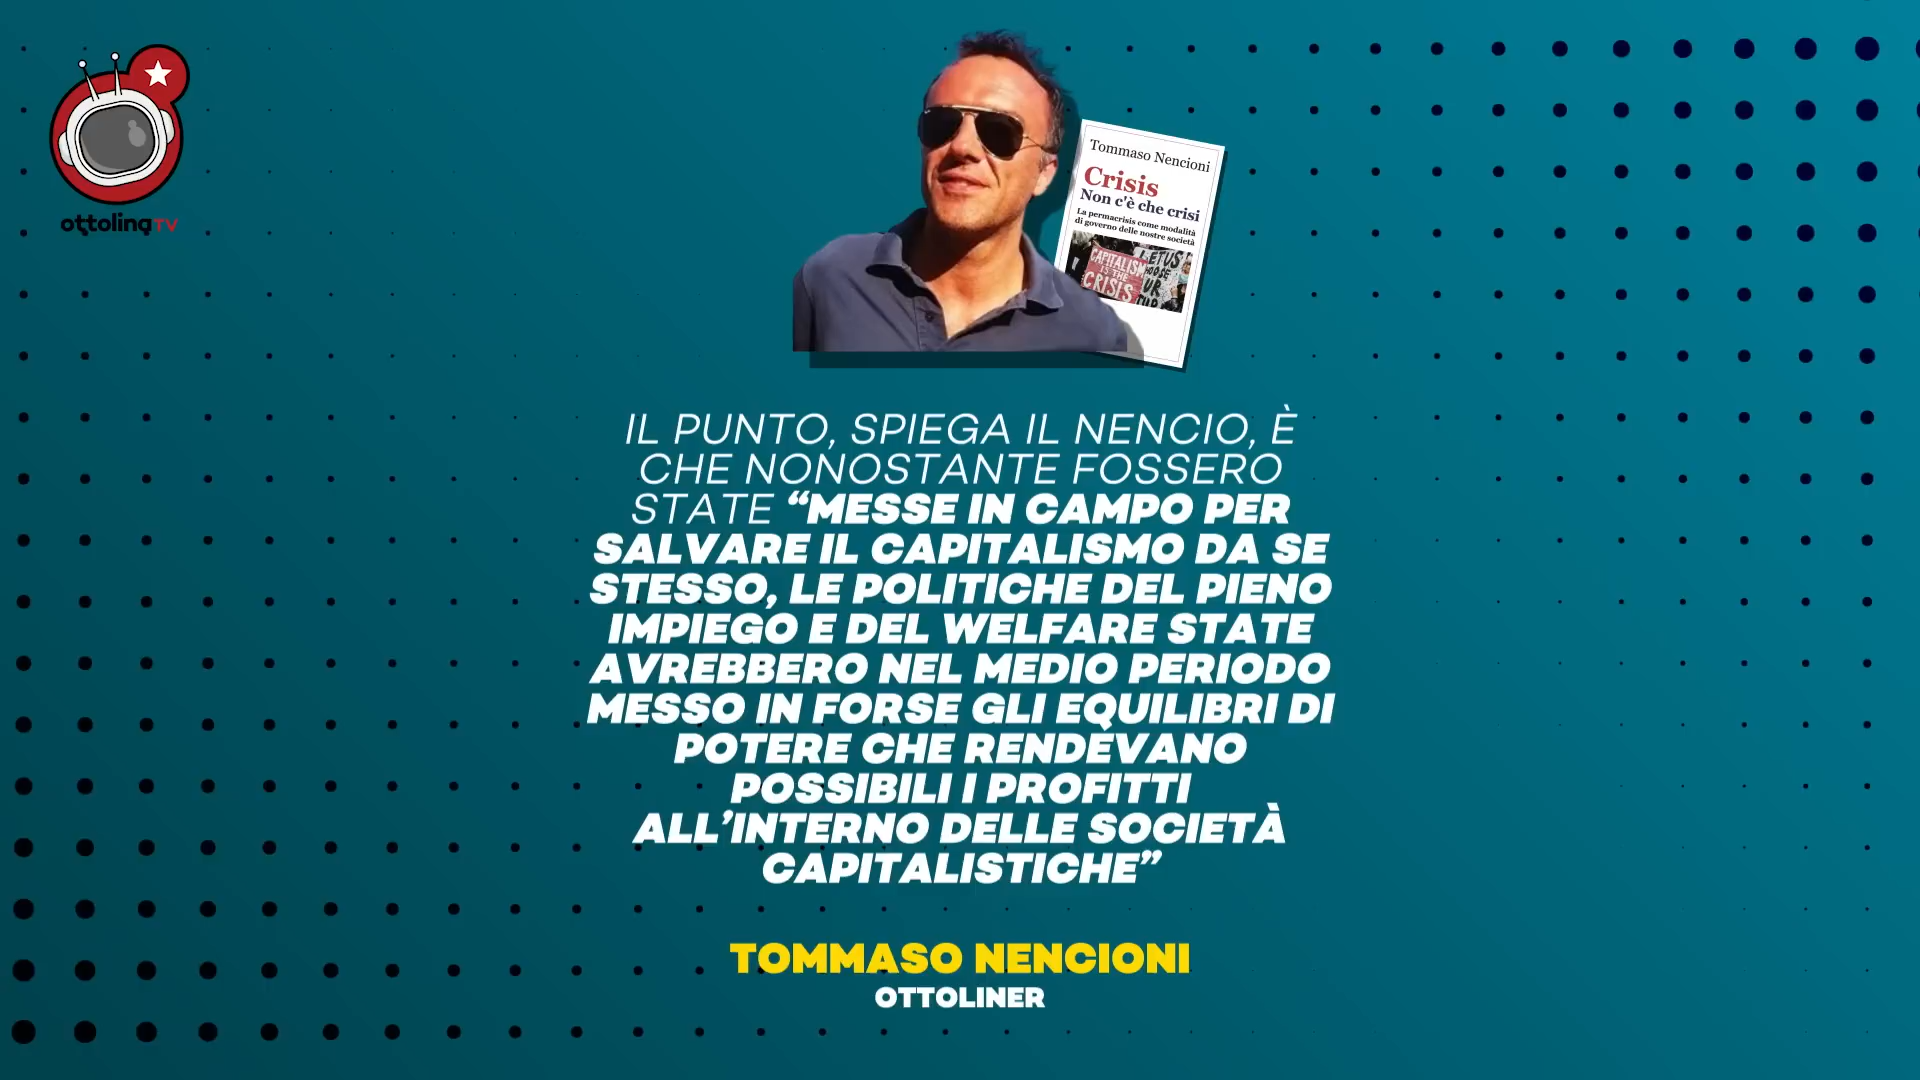 ottolinaTV
Tommaso Nencioni
Crisis
Non c'è che crisi
La permacrisis come modalità
di governo delle nostre società
CAPITALISM
IS THE
CRISIS
LET US
IL PUNTO, SPIEGA IL NENCIO, È
CHE NONOSTANTE FOSSERO
STATE “MESSE IN CAMPO PER
SALVARE IL CAPITALISMO DA SE
STESSO, LE POLITICHE DEL PIENO
IMPIEGO E DEL WELFARE STATE
AVREBBERO NEL MEDIO PERIODO
MESSO IN FORSE GLI EQUILIBRI DI
POTERE CHE RENDEVANO
POSSIBILI I PROFITTI
ALL’INTERNO DELLE SOCIETÀ
CAPITALISTICHE”
TOMMASO NENCIONI
OTTOLINER